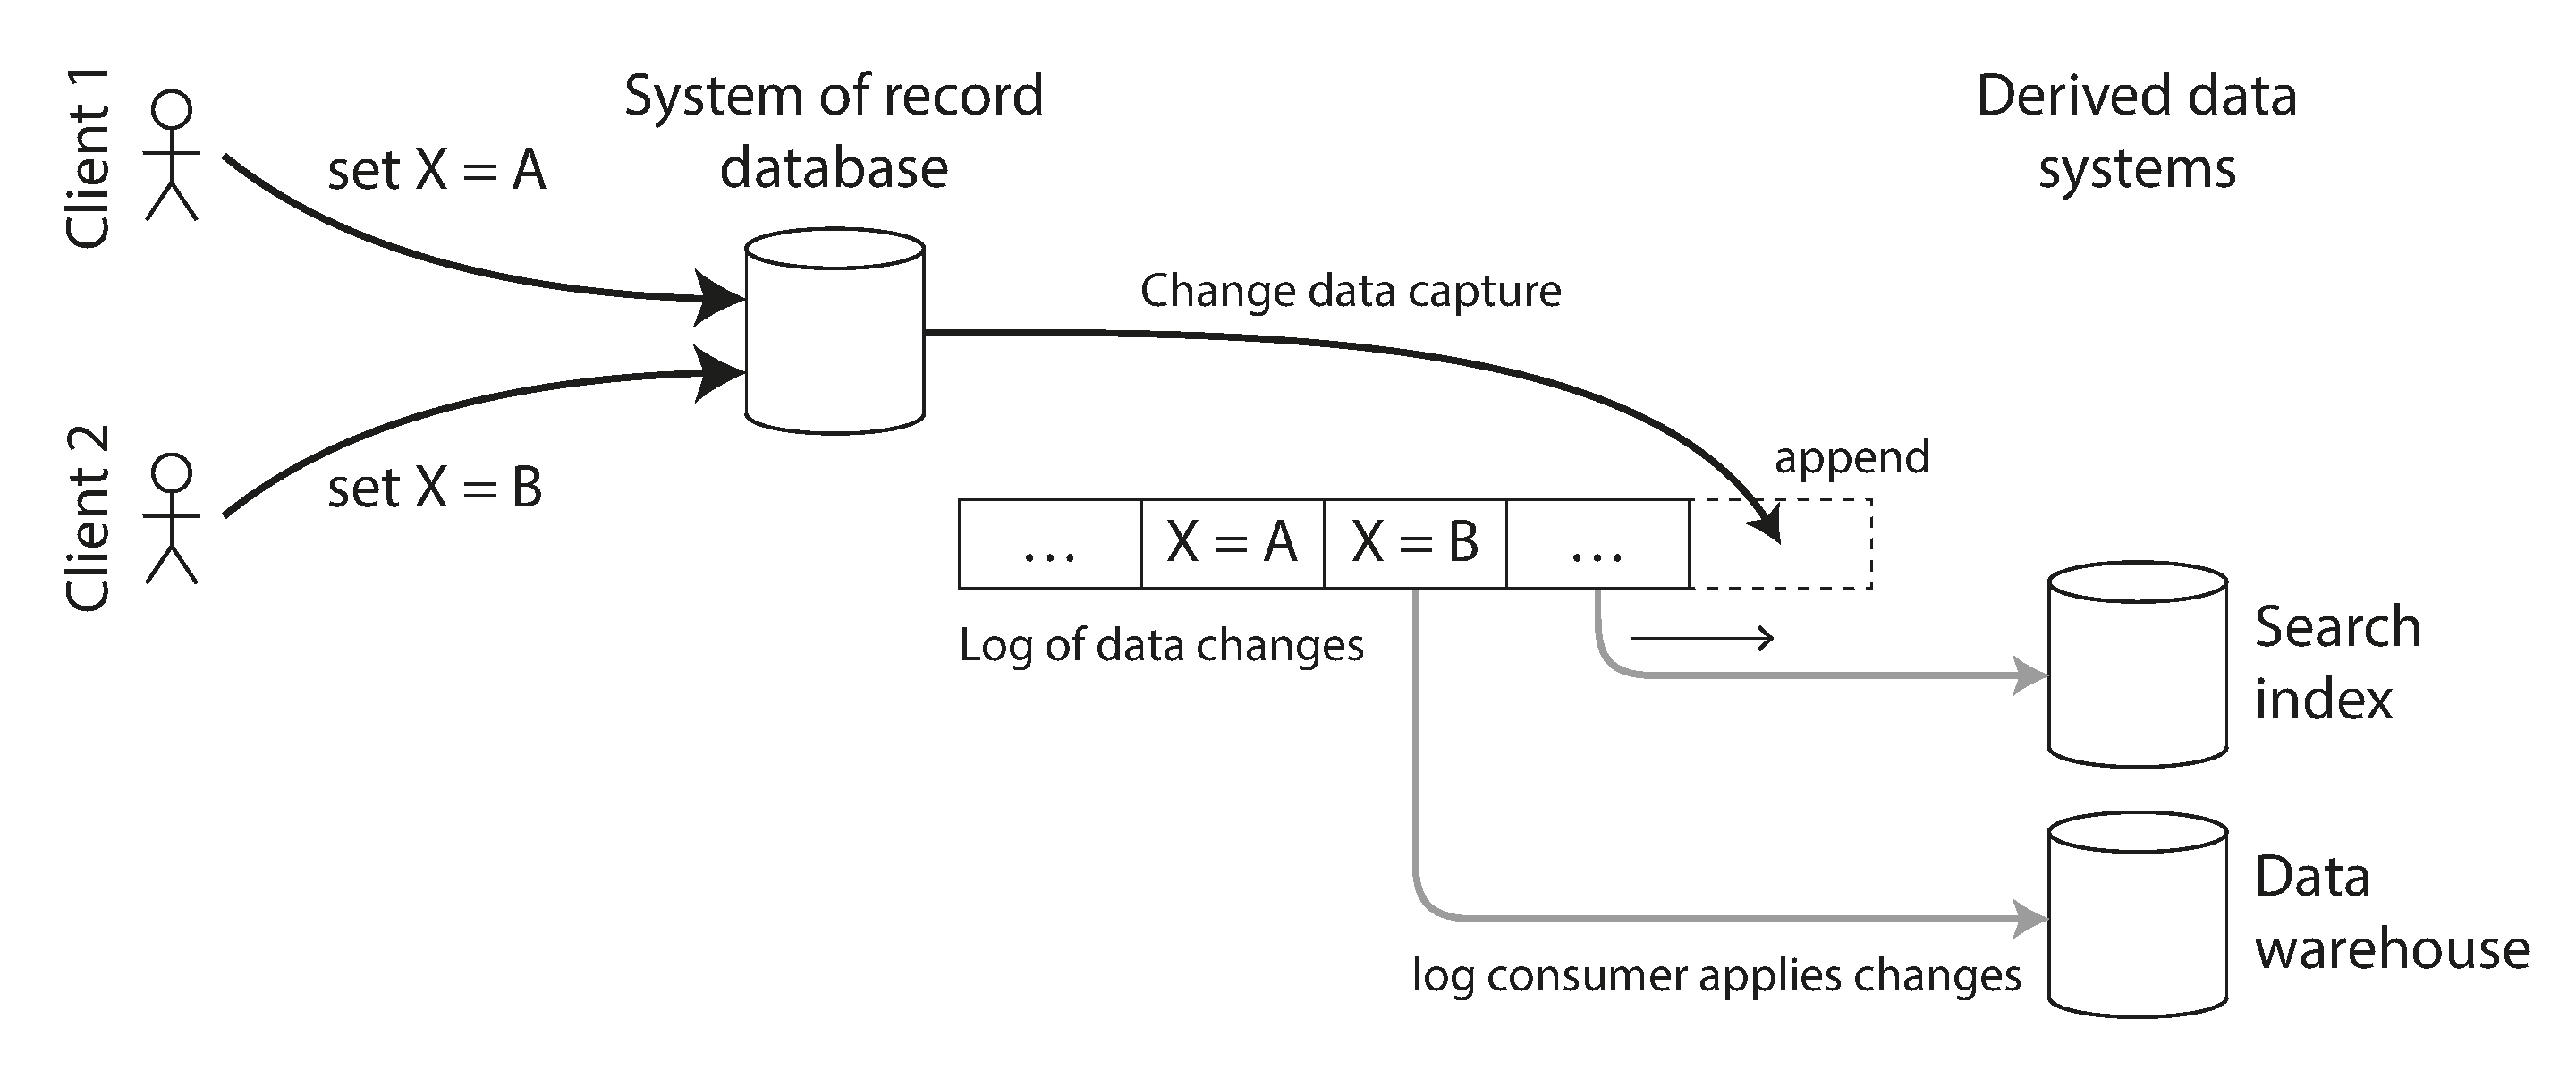 Client 1
set X = A
System of record
database
Derived data
systems
Change data capture
Client 2
set X = B
append
...
X = A
X = B
...
Log of data changes
Search
index
Data
warehouse
log consumer applies changes